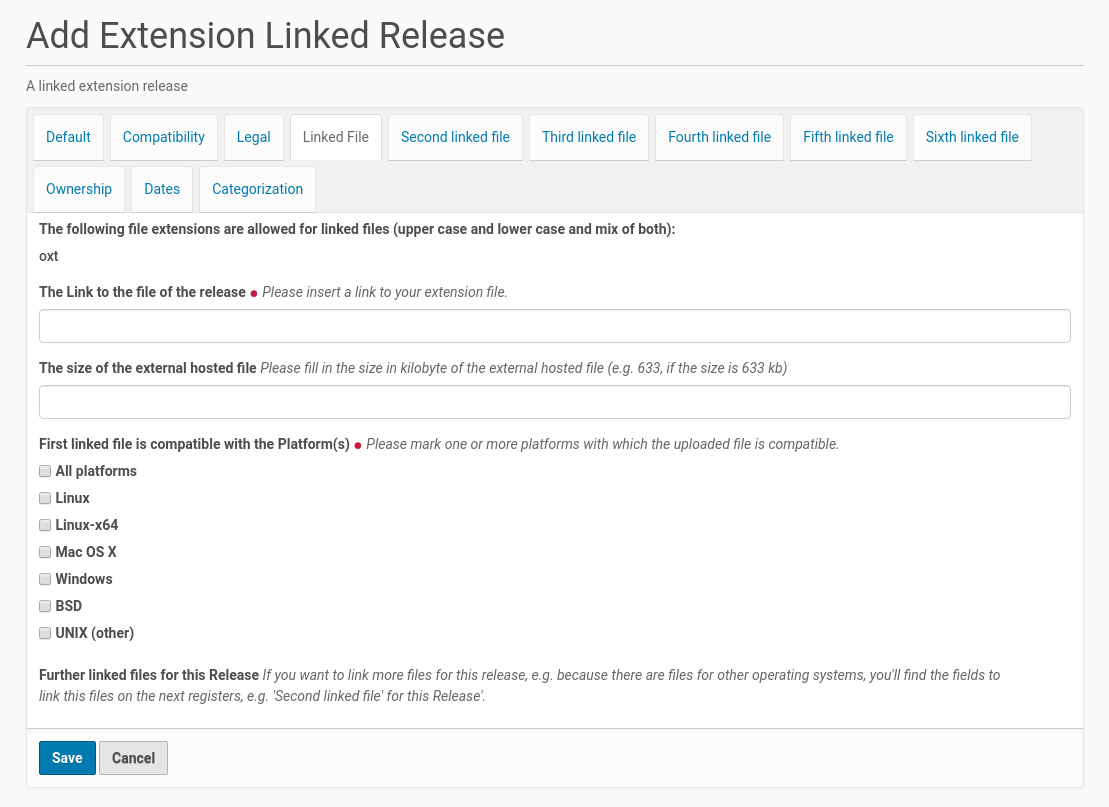 Add Extension Linked Release
A linked extension release
Default Compatibility Legal Linked File Second linked file Third linked file Fourth linked file Fifth linked file Sixth linked file
Ownership Dates Categorization
The following file extensions are allowed for linked files (upper case and lower case and mix of both):
oxt
The Link to the file of the release • Please insert a link to your extension file.
The size of the external hosted file Please fill in the size in kilobyte of the external hosted file (e.g. 633, if the size is 633 kb)
First linked file is compatible with the Platform(s) • Please mark one or more platforms with which the uploaded file is compatible.
All platforms
Linux
Linux-x64
Mac OS X
Windows
BSD
UNIX (other)
Further linked files for this Release If you want to link more files for this release, e.g. because there are files for other operating systems, you'll find the fields to
link this files on the next registers, e.g. 'Second linked file' for this Release'.
Save Cancel